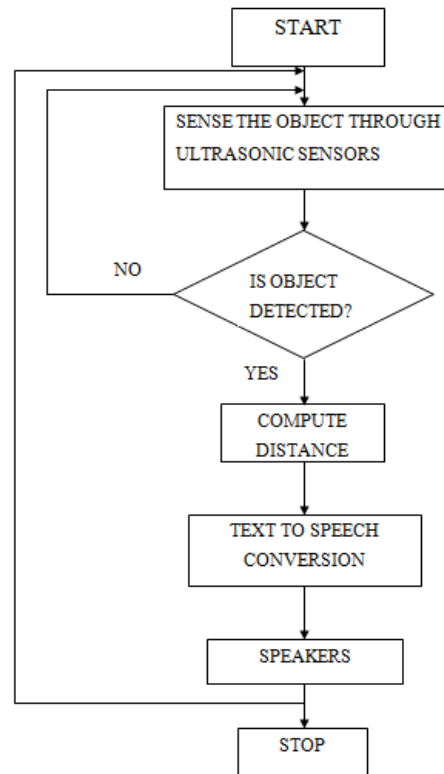 START
SENSE THE OBJECT THROUGH
ULTRASONIC SENSORS
NO
IS OBJECT
DETECTED?
YES
COMPUTE
DISTANCE
TEXT TO SPEECH
CONVERSION
SPEAKERS
STOP